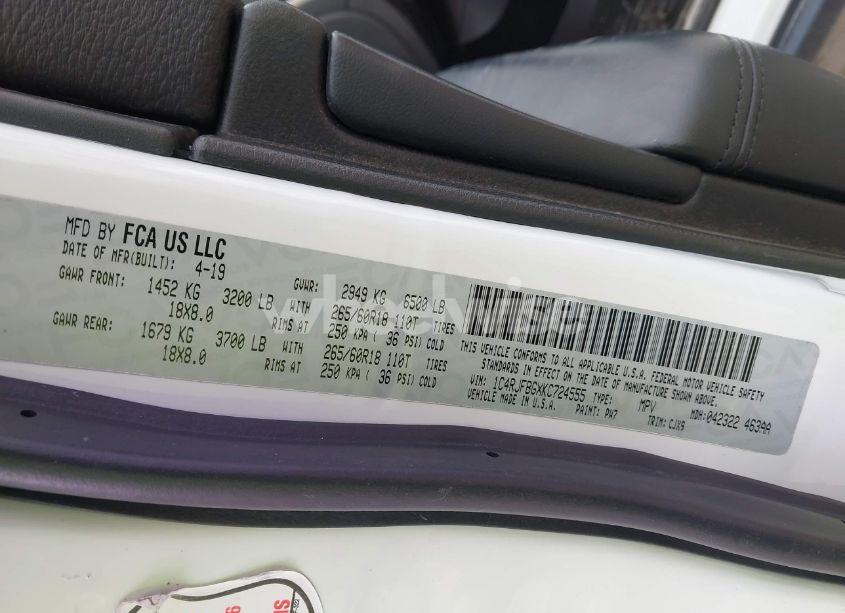 MFD BY FCA US LLC
DATE OF MFR(BUILT): 4-19 GVWR: 2949 KG 6500 LB
GAWR FRONT: 1452 KG 3200 LB WITH 265/60R18 110T TIRES
18X8.0 RIMS AT 250 KPA ( 36 PSI) COLD
GAWR REAR: 1679 KG 3700 LB WITH 265/60R18 110T TIRES
18X8.0 RIMS AT 250 KPA ( 36 PSI) COLD
THIS VEHICLE CONFORMS TO ALL APPLICABLE U.S.A. FEDERAL MOTOR VEHICLE SAFETY
STANDARDS IN EFFECT ON THE DATE OF MANUFACTURE SHOWN ABOVE.
VIN: 1C4RJFBGXKC724555 TYPE: MPV MDH:042322 463AA
VEHICLE MADE IN U.S.A. PAINT: PW7 TRIM: CJX9
wheelwise